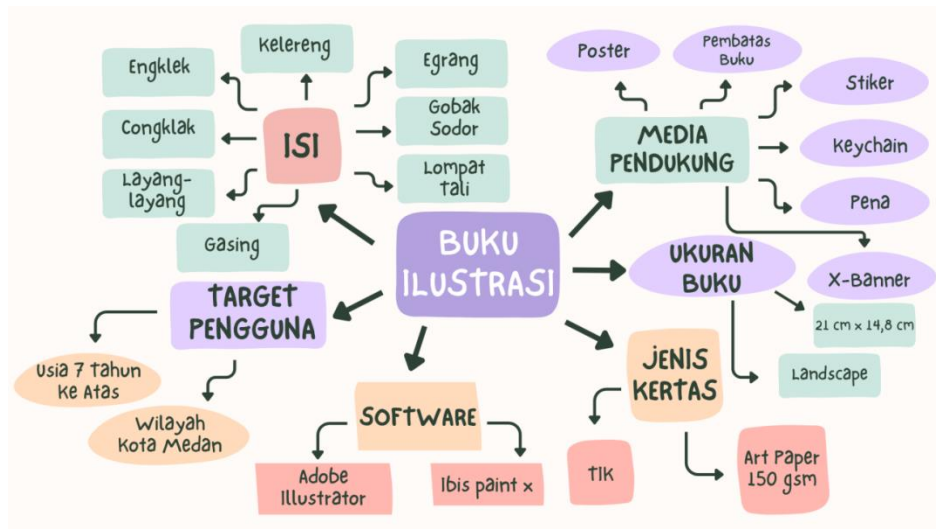 Engklek
Kelereng
Egrang
Congklak
ISI
Gobak
Sodor
Layang-
layang
Lompat
tali
Gasing
Poster
Pembatas
Buku
Stiker
MEDIA
PENDUKUNG
Keychain
Pena
X-Banner
BUKU
ILUSTRASI
UKURAN
BUKU
21 cm x 14,8 cm
Landscape
TARGET
PENGGUNA
Usia 7 Tahun
Ke Atas
Wilayah
Kota Medan
SOFTWARE
Adobe
Illustrator
Ibis paint x
JENIS
KERTAS
TIK
Art Paper
150 gsm